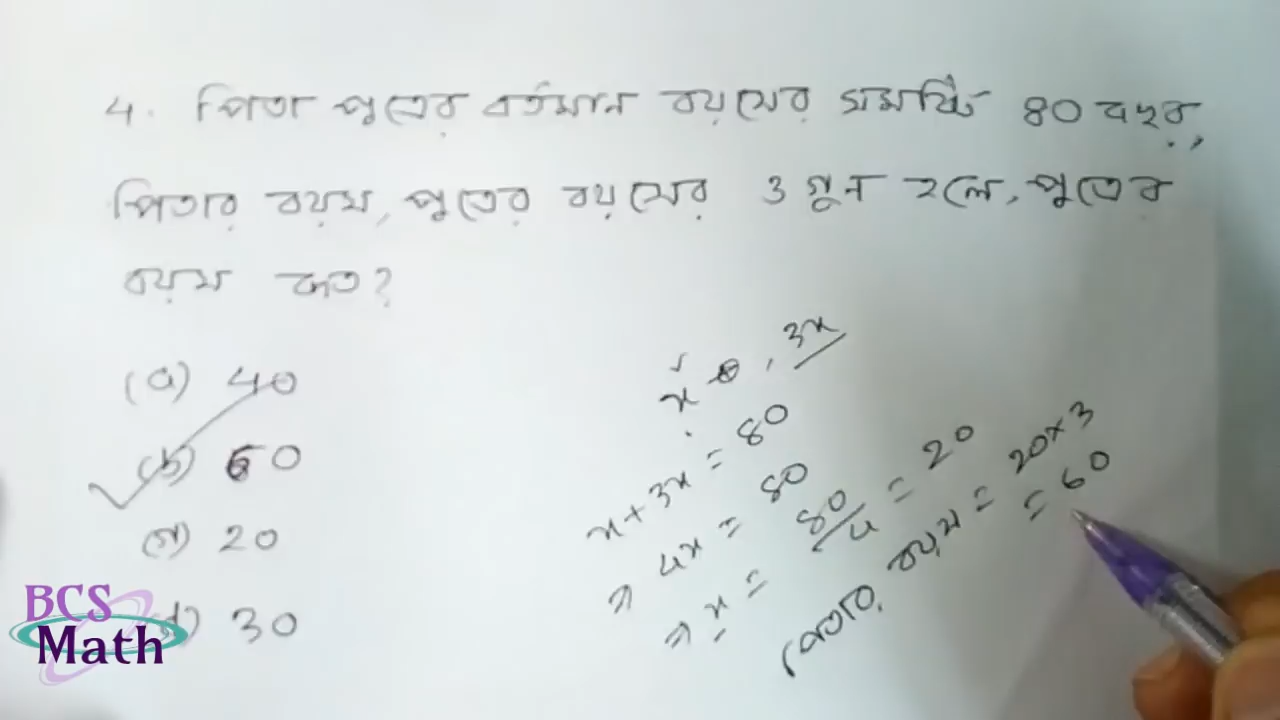 4. পিতা পুত্রের বর্তমান বয়সের সমষ্টি 80 বছর,
পিতার বয়স, পুত্রের বয়সের 3 গুন হলে, পুত্রের
বয়স কত?
(a) 40
(b) 60
(c) 20
(d) 30
x, 3x
x + 3x = 80
⇒ 4x = 80
⇒ x = 80/4 = 20
পিতার বয়স = 20×3
= 60
BCS
Math